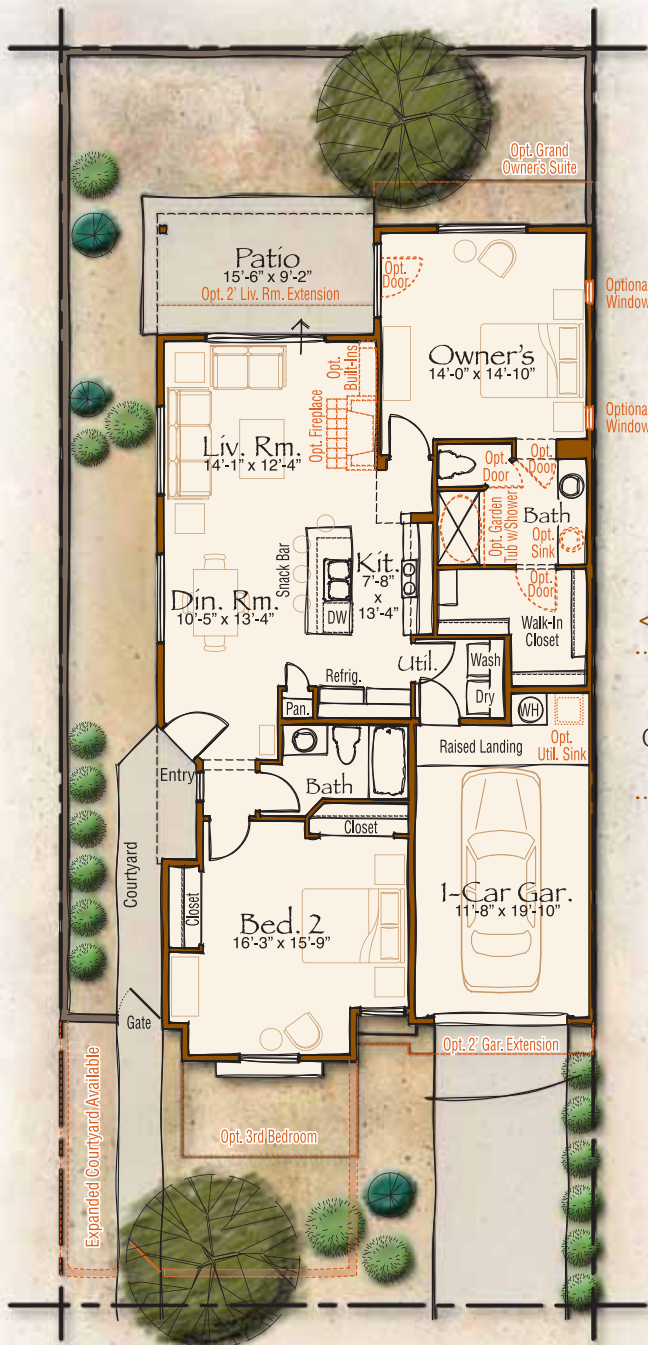 Opt. Grand
Owner's Suite
Patio
15'-6" x 9'-2"
Opt. 2' Liv. Rm. Extension
Opt.
Door
Optional
Window
Owner's
14'-0" x 14'-10"
Opt.
Built-Ins
Opt. Fireplace
Liv. Rm.
14'-1" x 12'-4"
Optional
Window
Opt.
Door
Opt.
Door
Opt. Garden
Tub w/Shower
Bath
Opt.
Sink
Snack Bar
Kit.
7'-8"
x
13'-4"
Din. Rm.
10'-5" x 13'-4"
DW
Opt.
Door
Walk-In
Closet
Util.
Wash
Dry
Refrig.
Pan.
WH
Opt.
Util. Sink
Raised Landing
Entry
Bath
Closet
Courtyard
Closet
Bed. 2
16'-3" x 15'-9"
1-Car Gar.
11'-8" x 19'-10"
Gate
Opt. 2' Gar. Extension
Expanded Courtyard Available
Opt. 3rd Bedroom